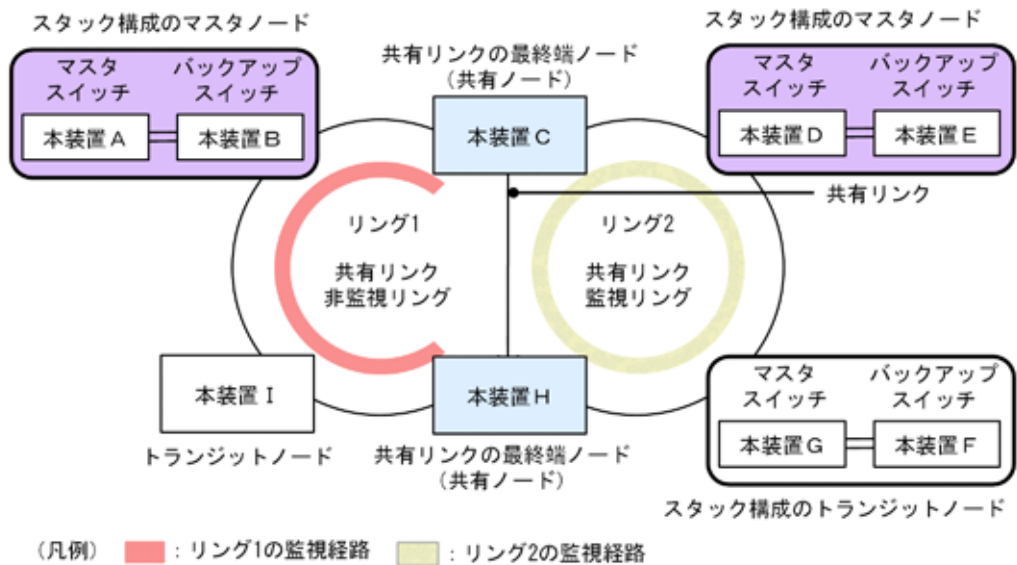 スタック構成のマスタノード
マスタ
スイッチ
バックアップ
スイッチ
本装置A
本装置B
共有リンクの最終端ノード
(共有ノード)
本装置C
スタック構成のマスタノード
マスタ
スイッチ
バックアップ
スイッチ
本装置D
本装置E
共有リンク
リング1
共有リンク
非監視リング
リング2
共有リンク
監視リング
本装置I
トランジットノード
本装置H
共有リンクの最終端ノード
(共有ノード)
マスタ
スイッチ
バックアップ
スイッチ
本装置G
本装置F
スタック構成のトランジットノード
(凡例) :リング1の監視経路 :リング2の監視経路